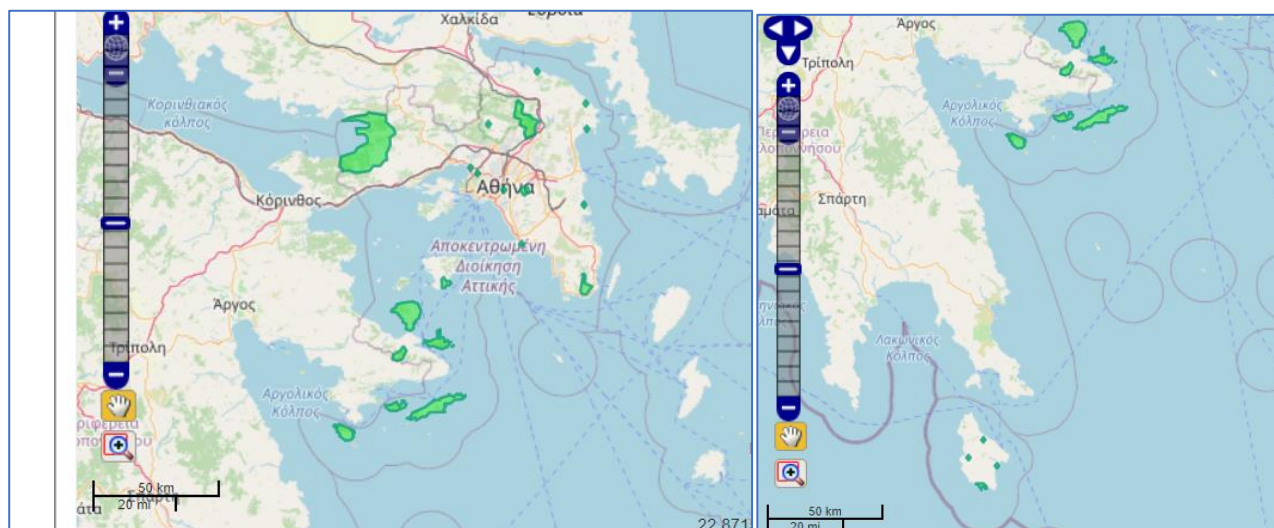 Χαλκίδα
Κορινθιακός
κόλπος
Κόρινθος
Αθήνα
Αποκεντρωμένη
Διοίκηση
Αττικής
Άργος
Τρίπολη
Αργολικός
Κόλπος
50 km
20 mi
Σπάρτη
22.871
Άργος
Τρίπολη
Αργολικός
Κόλπος
Σπάρτη
Λακωνικός
Κόλπος
50 km
20 mi